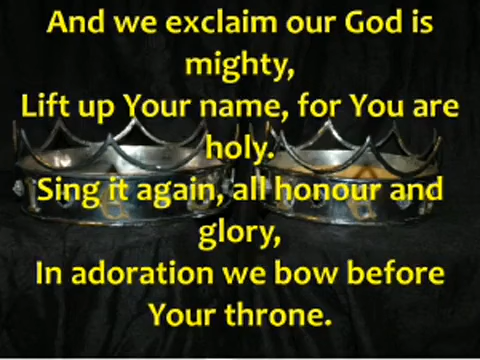 And we exclaim our God is
mighty,
Lift up Your name, for You are
holy.
Sing it again, all honour and
glory,
In adoration we bow before
Your throne.